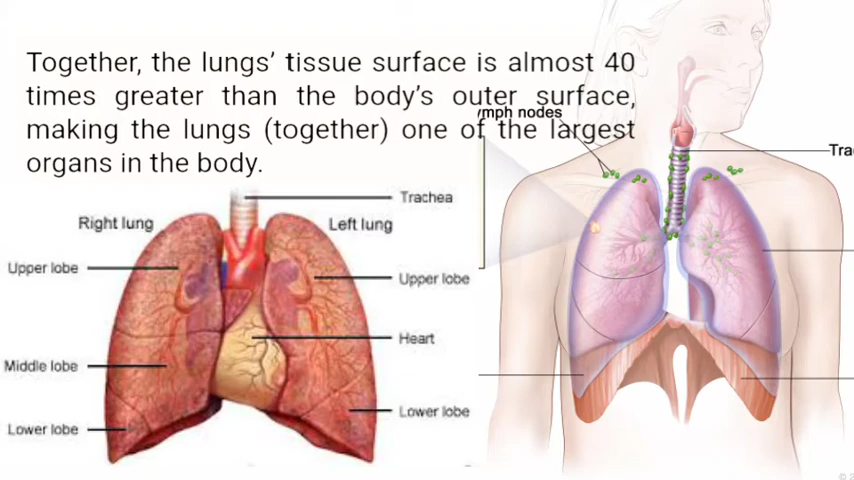 Together, the lungs’ tissue surface is almost 40
times greater than the body’s outer surface,
making the lungs (together) one of the largest
organs in the body.
nodes
Trachea
Right lung
Left lung
Upper lobe
Upper lobe
Heart
Middle lobe
Lower lobe
Lower lobe
© 2